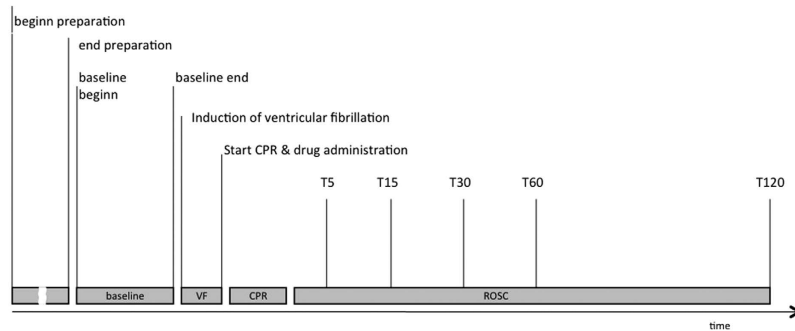 beginn preparation
end preparation
baseline
beginn
baseline end
Induction of ventricular fibrillation
Start CPR & drug administration
T5 T15 T30 T60 T120
baseline VF CPR ROSC
time